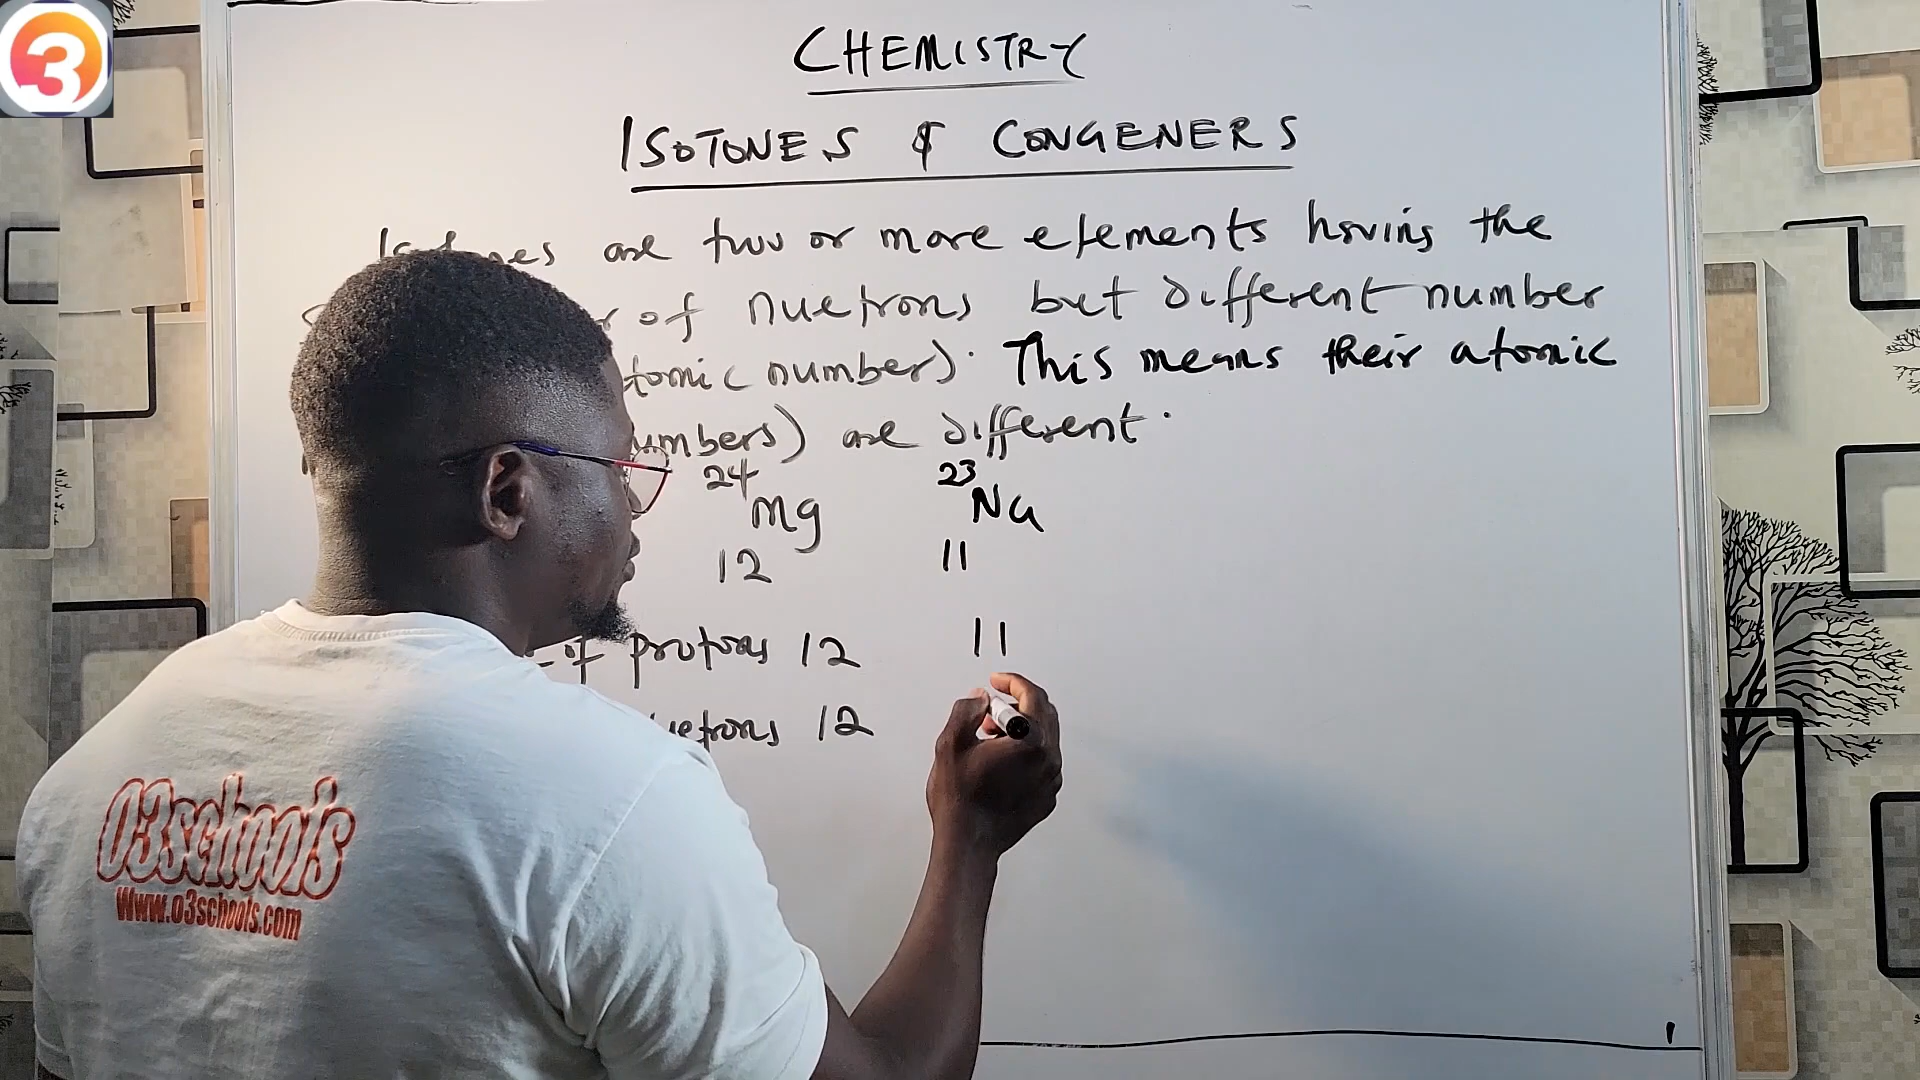 3
CHEMISTRY
ISOTONES & CONGENERS
are two or more elements having the
of nuetrons but different number
tomic number). This means their atomic
umbers) are different.
24 23
Mg Na
12 11
of protons 12 11
uetrons 12
O3schools
Www.o3schools.com